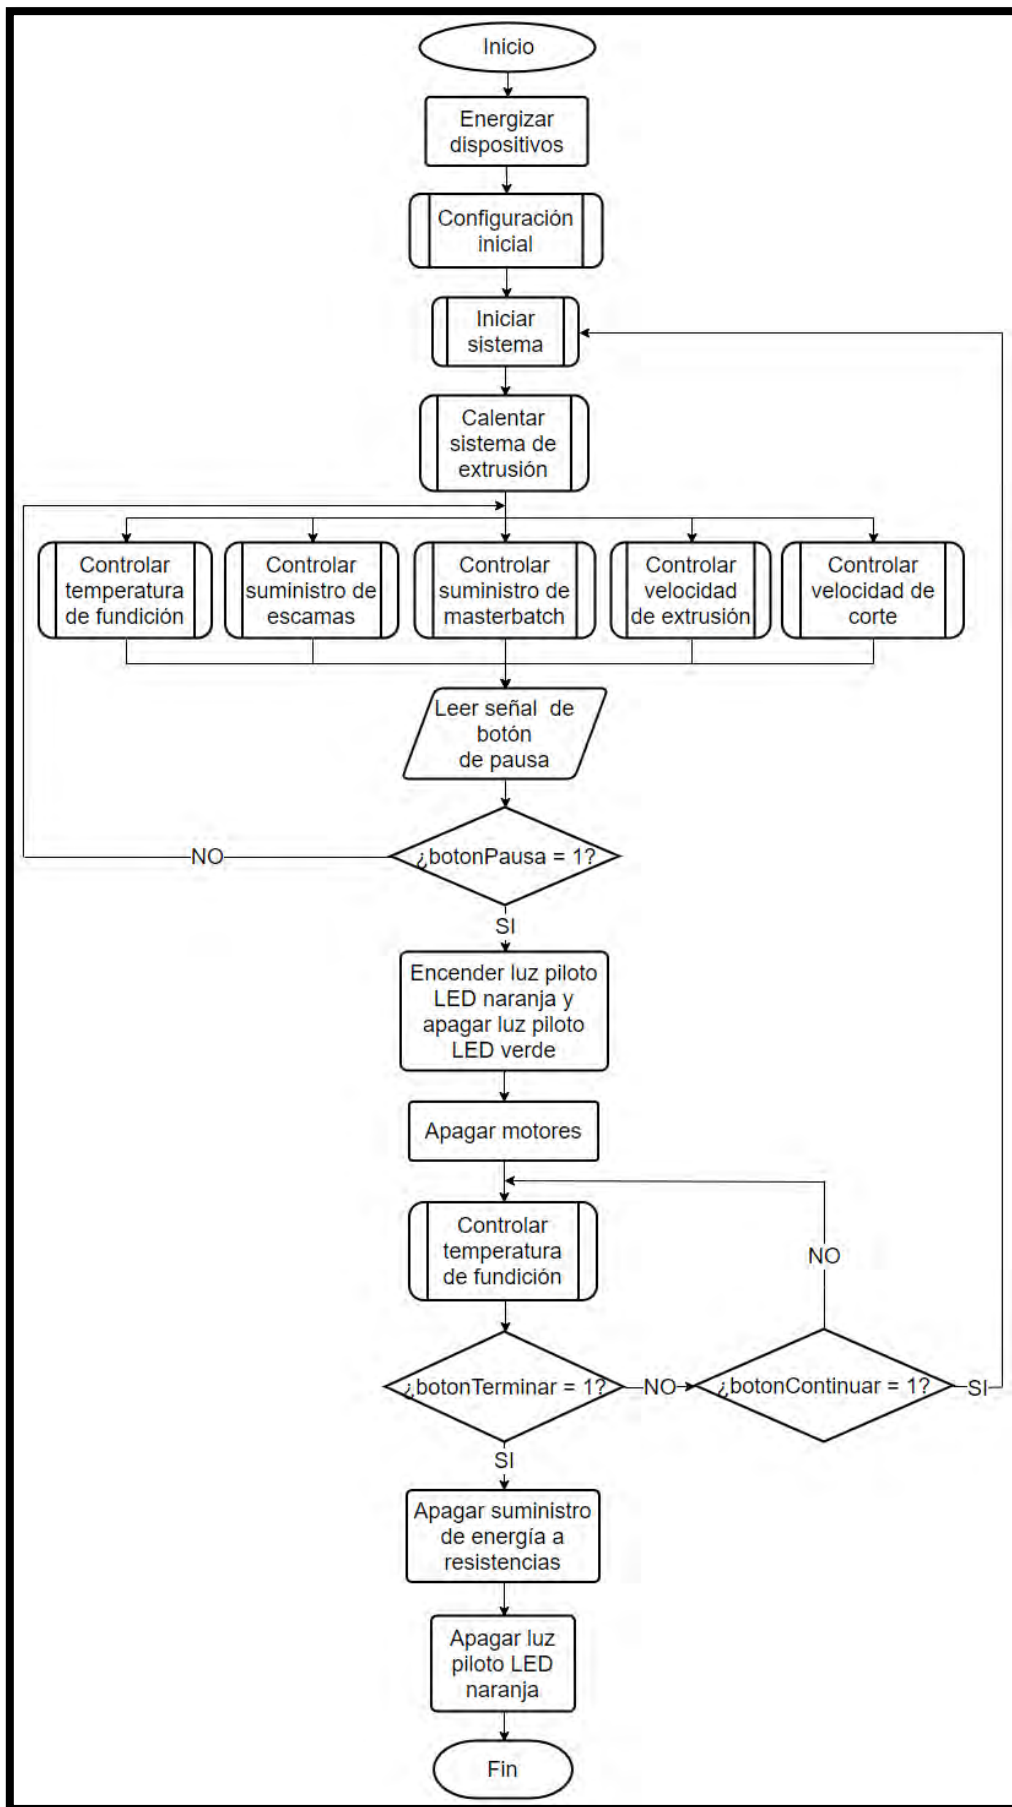 Inicio
Energizar
dispositivos
Configuración
inicial
Iniciar
sistema
Calentar
sistema de
extrusión
Controlar
temperatura
de fundición
Controlar
suministro de
escamas
Controlar
suministro de
masterbatch
Controlar
velocidad
de extrusión
Controlar
velocidad de
corte
Leer señal de
botón
de pausa
¿botonPausa = 1?
NO
SI
Encender luz piloto
LED naranja y
apagar luz piloto
LED verde
Apagar motores
Controlar
temperatura
de fundición
NO
¿botonTerminar = 1?
NO
¿botonContinuar = 1?
SI
SI
Apagar suministro
de energía a
resistencias
Apagar luz
piloto LED
naranja
Fin